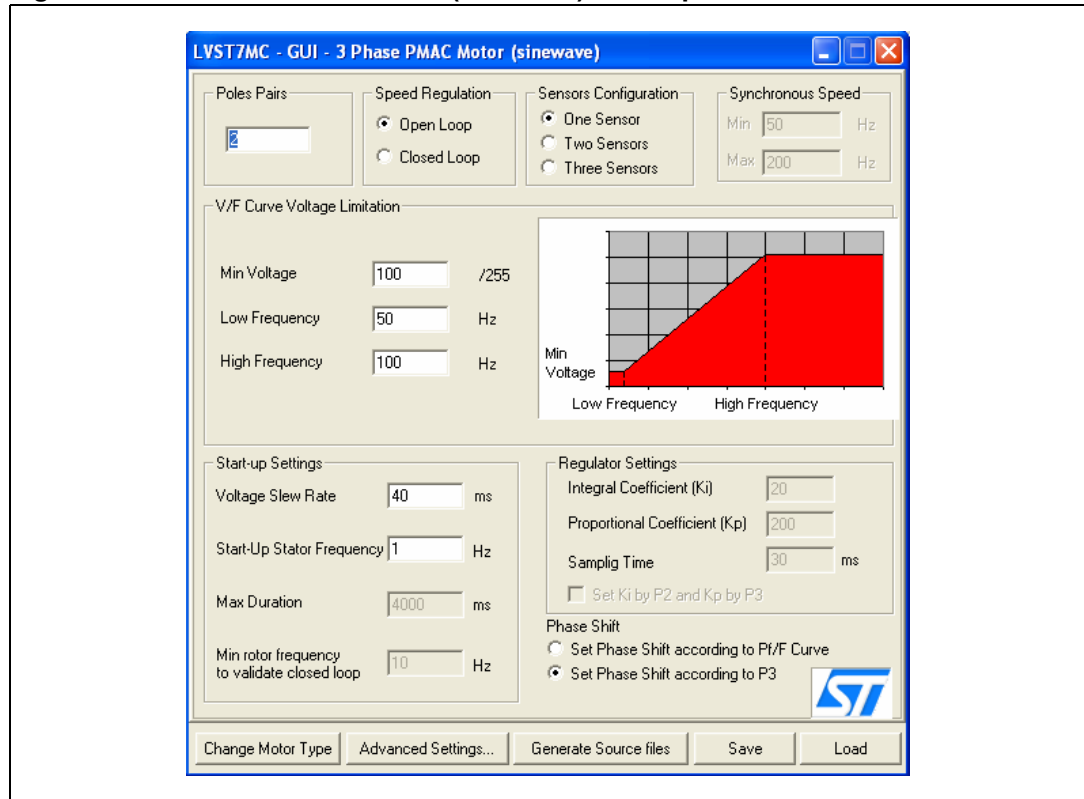 LVST7MC - GUI - 3 Phase PMAC Motor (sinewave)
Poles Pairs
2
Speed Regulation
Open Loop
Closed Loop
Sensors Configuration
One Sensor
Two Sensors
Three Sensors
Synchronous Speed
Min 50 Hz
Max 200 Hz
V/F Curve Voltage Limitation
Min Voltage 100 /255
Low Frequency 50 Hz
High Frequency 100 Hz
Min
Voltage
Low Frequency High Frequency
Start-up Settings
Voltage Slew Rate 40 ms
Start-Up Stator Frequency 1 Hz
Max Duration 4000 ms
Min rotor frequency
to validate closed loop 10 Hz
Regulator Settings
Integral Coefficient (Ki) 20
Proportional Coefficient (Kp) 200
Samplig Time 30 ms
Set Ki by P2 and Kp by P3
Phase Shift
Set Phase Shift according to Pf/F Curve
Set Phase Shift according to P3
ST
Change Motor Type Advanced Settings... Generate Source files Save Load